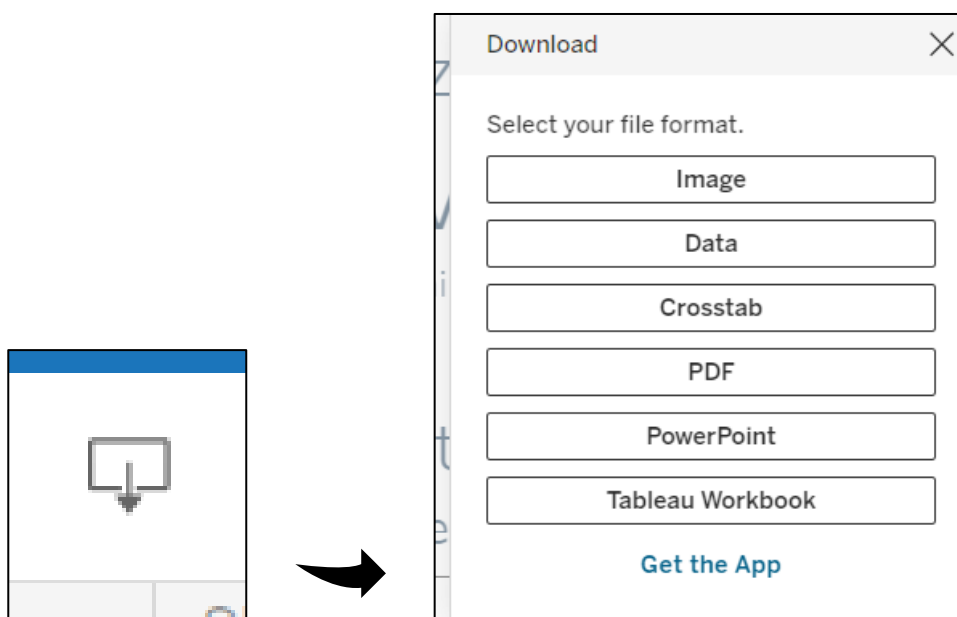 Download
Select your file format.
Image
Data
Crosstab
PDF
PowerPoint
Tableau Workbook
Get the App